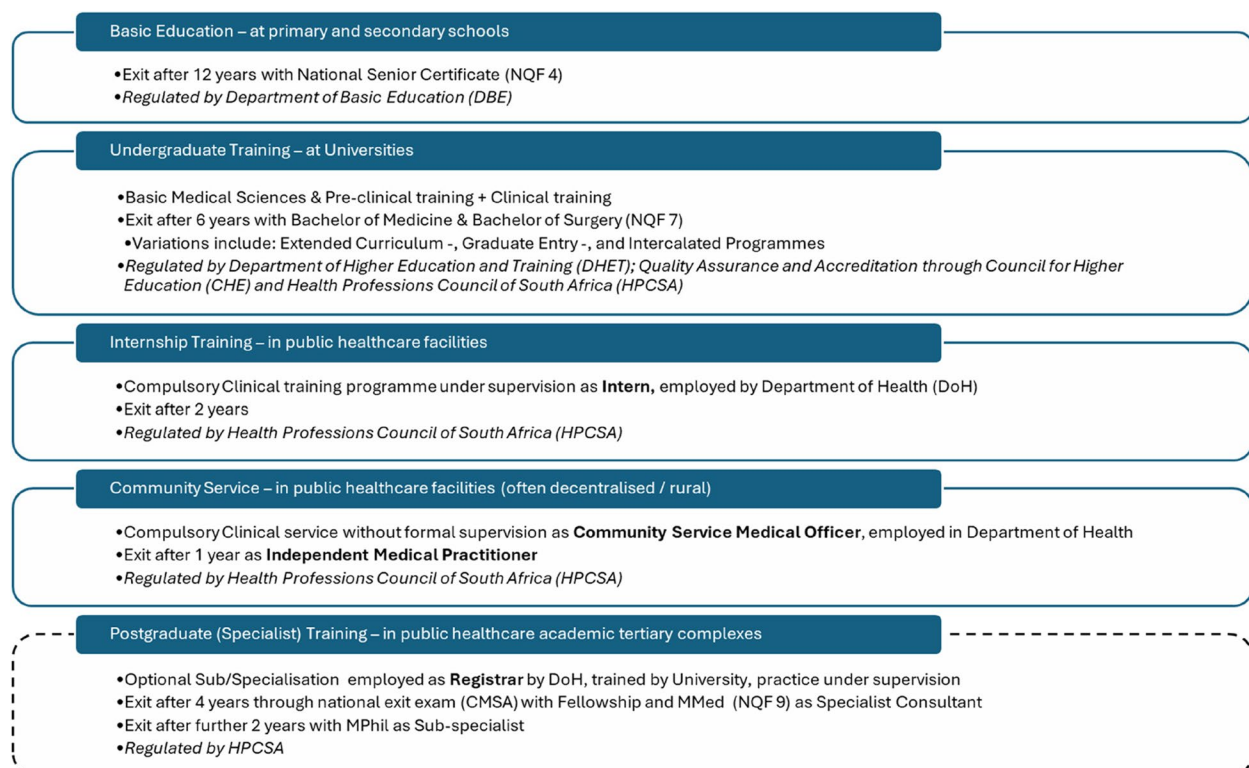 Basic Education – at primary and secondary schools
•Exit after 12 years with National Senior Certificate (NQF 4)
•Regulated by Department of Basic Education (DBE)
Undergraduate Training – at Universities
•Basic Medical Sciences & Pre-clinical training + Clinical training
•Exit after 6 years with Bachelor of Medicine & Bachelor of Surgery (NQF 7)
•Variations include: Extended Curriculum -, Graduate Entry -, and Intercalated Programmes
•Regulated by Department of Higher Education and Training (DHET); Quality Assurance and Accreditation through Council for Higher
Education (CHE) and Health Professions Council of South Africa (HPCSA)
Internship Training – in public healthcare facilities
•Compulsory Clinical training programme under supervision as Intern, employed by Department of Health (DoH)
•Exit after 2 years
•Regulated by Health Professions Council of South Africa (HPCSA)
Community Service – in public healthcare facilities (often decentralised / rural)
•Compulsory Clinical service without formal supervision as Community Service Medical Officer, employed in Department of Health
•Exit after 1 year as Independent Medical Practitioner
•Regulated by Health Professions Council of South Africa (HPCSA)
Postgraduate (Specialist) Training – in public healthcare academic tertiary complexes
•Optional Sub/Specialisation employed as Registrar by DoH, trained by University, practice under supervision
•Exit after 4 years through national exit exam (CMSA) with Fellowship and MMed (NQF 9) as Specialist Consultant
•Exit after further 2 years with MPhil as Sub-specialist
•Regulated by HPCSA